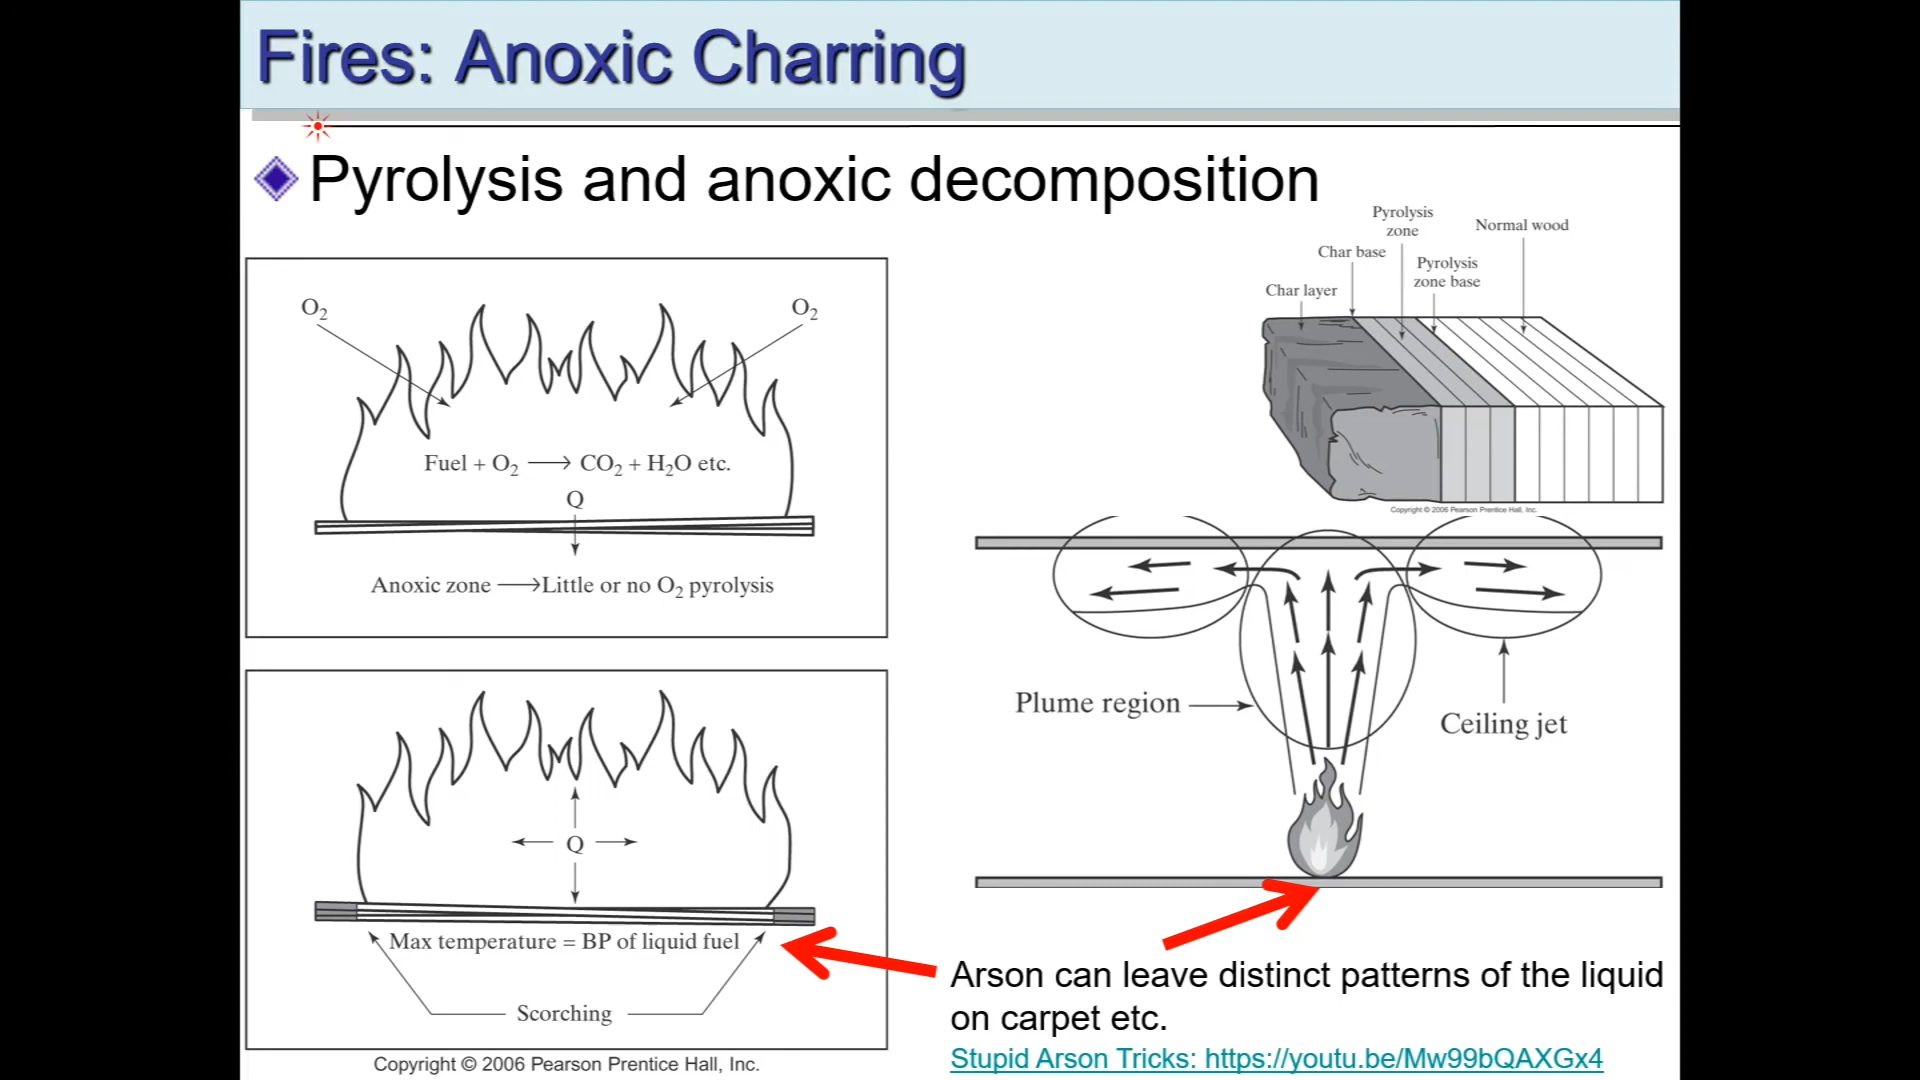 Fires: Anoxic Charring
Pyrolysis and anoxic decomposition
O₂
O₂
Fuel + O₂ ⟶ CO₂ + H₂O etc.
Q
Anoxic zone ⟶Little or no O₂ pyrolysis
Q
Max temperature = BP of liquid fuel
Scorching
Copyright © 2006 Pearson Prentice Hall, Inc.
Pyrolysis
zone
Normal wood
Char base
Pyrolysis
zone base
Char layer
Copyright © 2006 Pearson Prentice Hall, Inc.
Plume region
Ceiling jet
Arson can leave distinct patterns of the liquid
on carpet etc.
Stupid Arson Tricks: https://youtu.be/Mw99bQAXGx4